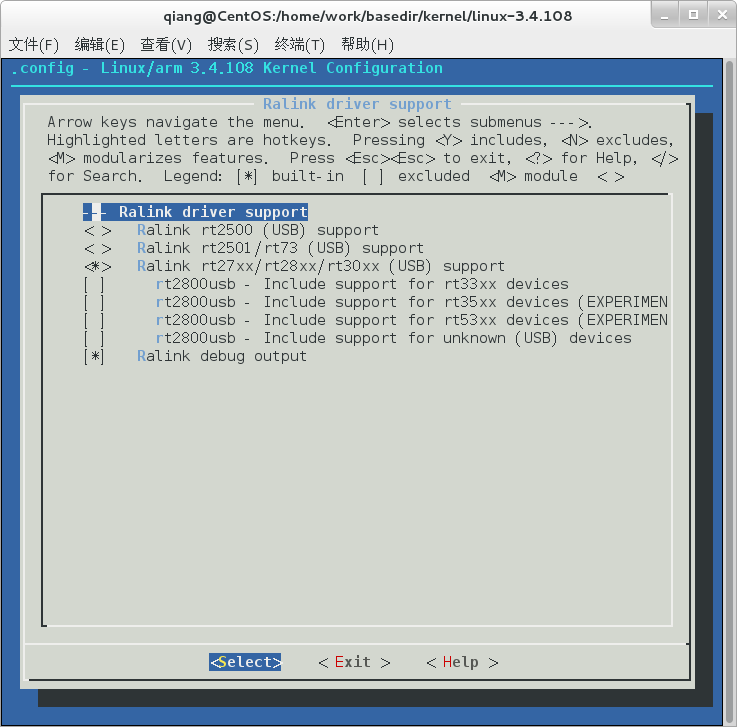 qiang@CentOS:/home/work/basedir/kernel/linux-3.4.108
文件(F) 编辑(E) 查看(V) 搜索(S) 终端(T) 帮助(H)
.config - Linux/arm 3.4.108 Kernel Configuration
Ralink driver support
Arrow keys navigate the menu. <Enter> selects submenus --->.
Highlighted letters are hotkeys. Pressing <Y> includes, <N> excludes,
<M> modularizes features. Press <Esc><Esc> to exit, <?> for Help, </>
for Search. Legend: [*] built-in [ ] excluded <M> module < >
--- Ralink driver support
< > Ralink rt2500 (USB) support
< > Ralink rt2501/rt73 (USB) support
<*> Ralink rt27xx/rt28xx/rt30xx (USB) support
[ ] rt2800usb - Include support for rt33xx devices
[ ] rt2800usb - Include support for rt35xx devices (EXPERIMEN
[ ] rt2800usb - Include support for rt53xx devices (EXPERIMEN
[ ] rt2800usb - Include support for unknown (USB) devices
[*] Ralink debug output
<Select> < Exit > < Help >